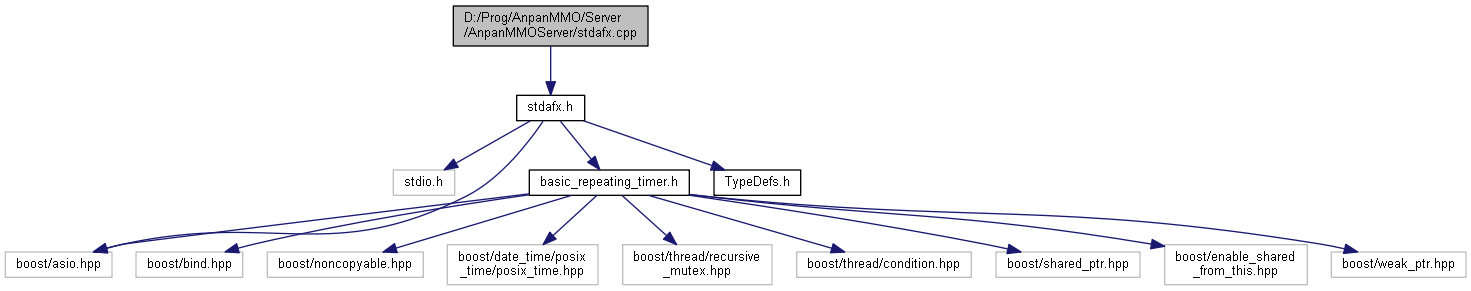 D:/Prog/AnpanMMO/Server
/AnpanMMOServer/stdafx.cpp
stdafx.h
stdio.h
basic_repeating_timer.h
TypeDefs.h
boost/asio.hpp
boost/bind.hpp
boost/noncopyable.hpp
boost/date_time/posix
_time/posix_time.hpp
boost/thread/recursive
_mutex.hpp
boost/thread/condition.hpp
boost/shared_ptr.hpp
boost/enable_shared
_from_this.hpp
boost/weak_ptr.hpp